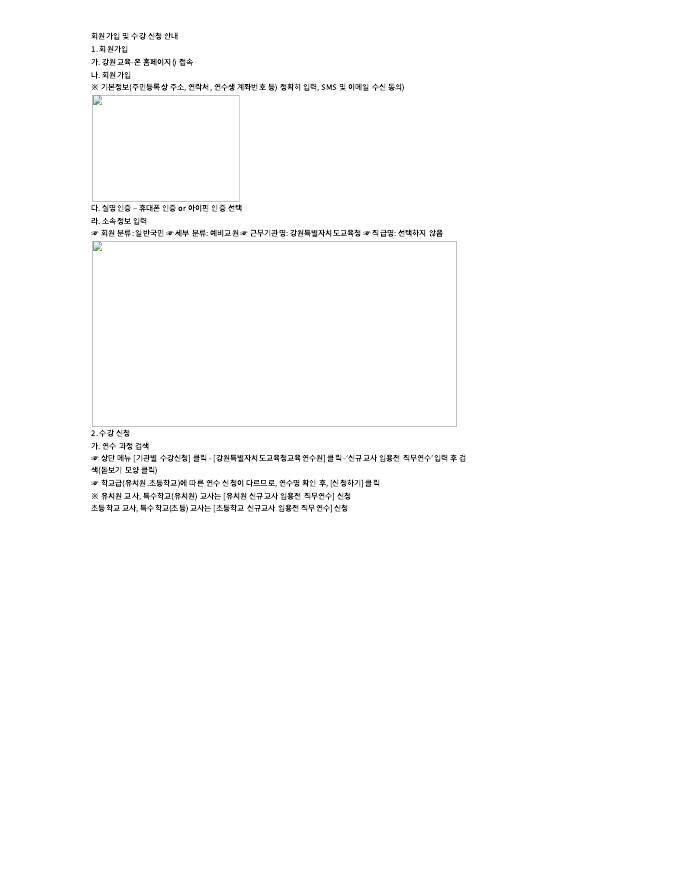 회원가입 및 수강 신청 안내
1. 회원가입
가. 강원교육-온 홈페이지() 접속
나. 회원가입
※ 기본정보(주민등록상 주소, 연락처, 연수생 계좌번호 등) 정확히 입력, SMS 및 이메일 수신 동의)
다. 실명인증 – 휴대폰 인증 or 아이핀 인증 선택
라. 소속정보 입력
☞ 회원 분류: 일반국민 ☞ 세부 분류: 예비교원 ☞ 근무기관명: 강원특별자치도교육청 ☞ 직급명: 선택하지 않음
2. 수강 신청
가. 연수 과정 검색
☞ 상단 메뉴 [기관별 수강신청] 클릭 - [강원특별자치도교육청교육연수원] 클릭 -‘신규교사 임용전 직무연수’ 입력 후 검
색(돋보기 모양 클릭)
☞ 학교급(유치원·초등학교)에 따른 연수 신청이 다르므로, 연수명 확인 후, [신청하기] 클릭
※ 유치원 교사, 특수학교(유치원) 교사는 [유치원 신규교사 임용전 직무연수] 신청
초등학교 교사, 특수학교(초등) 교사는 [초등학교 신규교사 임용전 직무연수] 신청